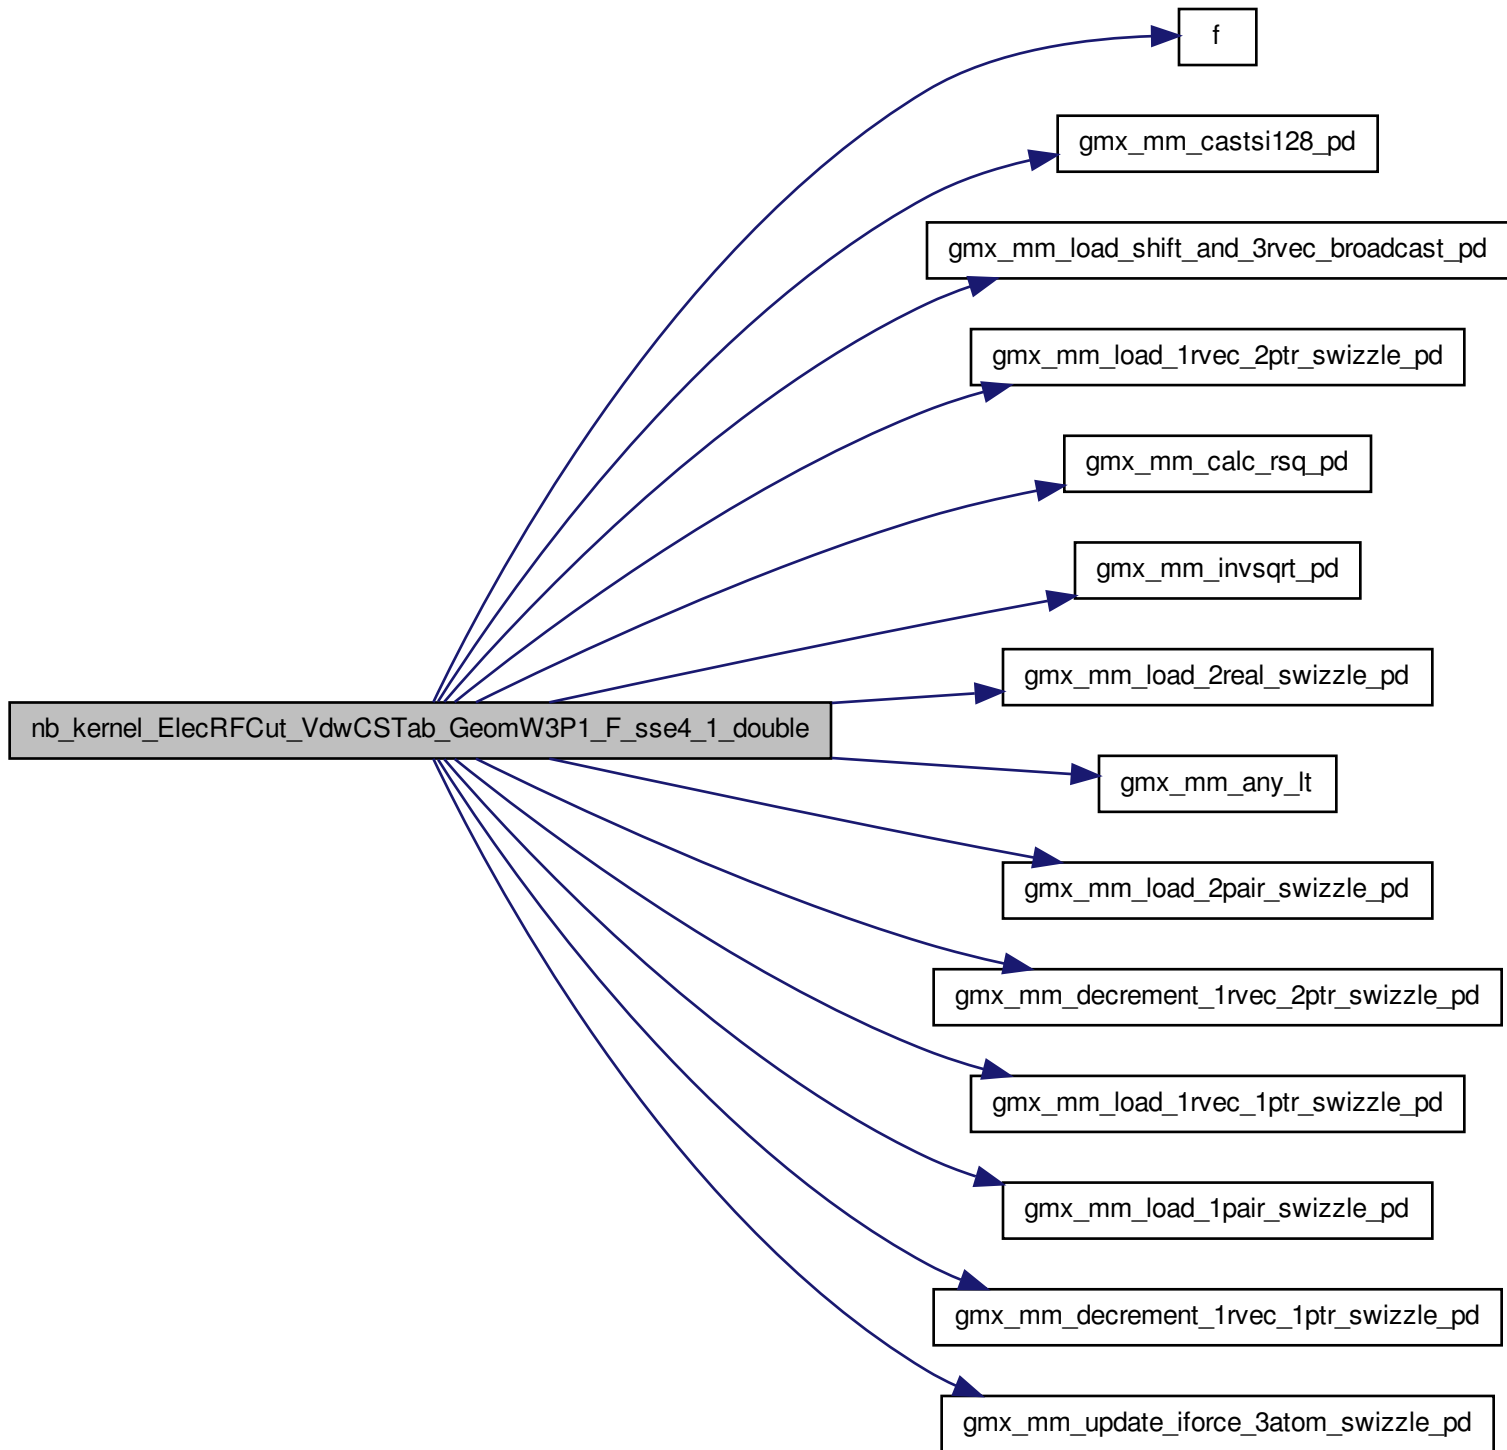 f
gmx_mm_castsi128_pd
gmx_mm_load_shift_and_3rvec_broadcast_pd
gmx_mm_load_1rvec_2ptr_swizzle_pd
gmx_mm_calc_rsq_pd
gmx_mm_invsqrt_pd
gmx_mm_load_2real_swizzle_pd
nb_kernel_ElecRFCut_VdwCSTab_GeomW3P1_F_sse4_1_double
gmx_mm_any_lt
gmx_mm_load_2pair_swizzle_pd
gmx_mm_decrement_1rvec_2ptr_swizzle_pd
gmx_mm_load_1rvec_1ptr_swizzle_pd
gmx_mm_load_1pair_swizzle_pd
gmx_mm_decrement_1rvec_1ptr_swizzle_pd
gmx_mm_update_iforce_3atom_swizzle_pd